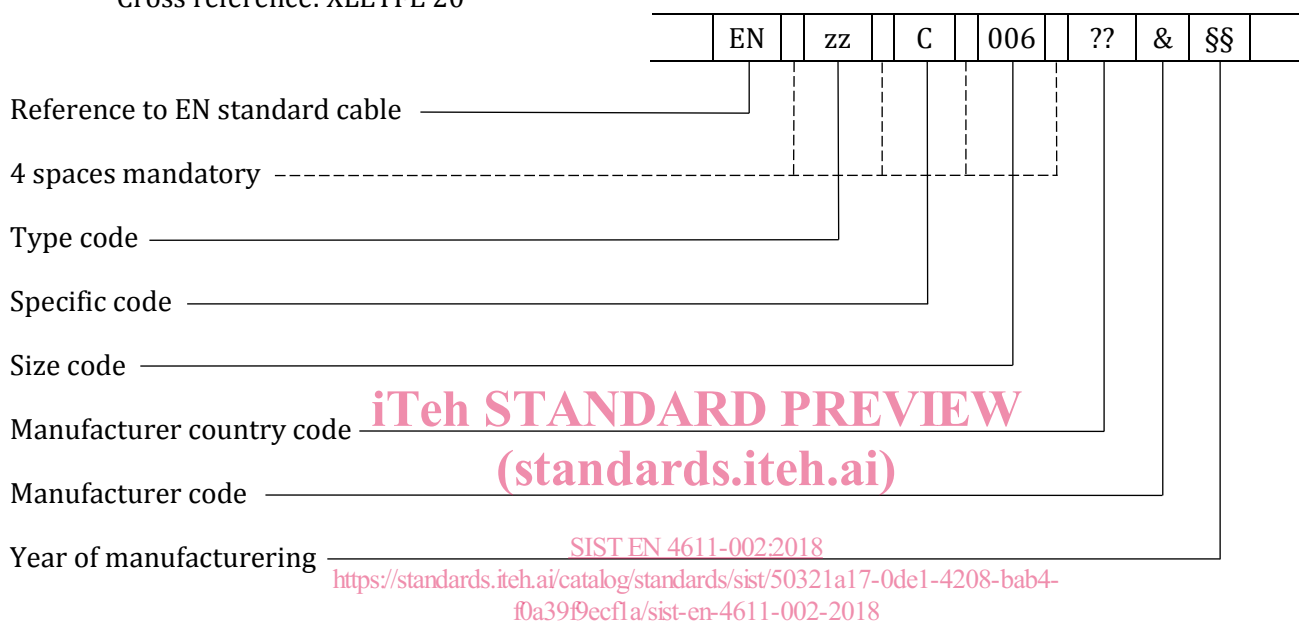 Cross reference: XLETFE 20
EN zz C 006 ?? & §§
Reference to EN standard cable
4 spaces mandatory
Type code
Specific code
Size code
iTeh STANDARD PREVIEW
Manufacturer country code
(standards.iteh.ai)
Manufacturer code
Year of manufacturering
SIST EN 4611-002:2018
https://standards.iteh.ai/catalog/standards/sist/50321a17-0de1-4208-bab4-
f0a39f9ecf1a/sist-en-4611-002-2018